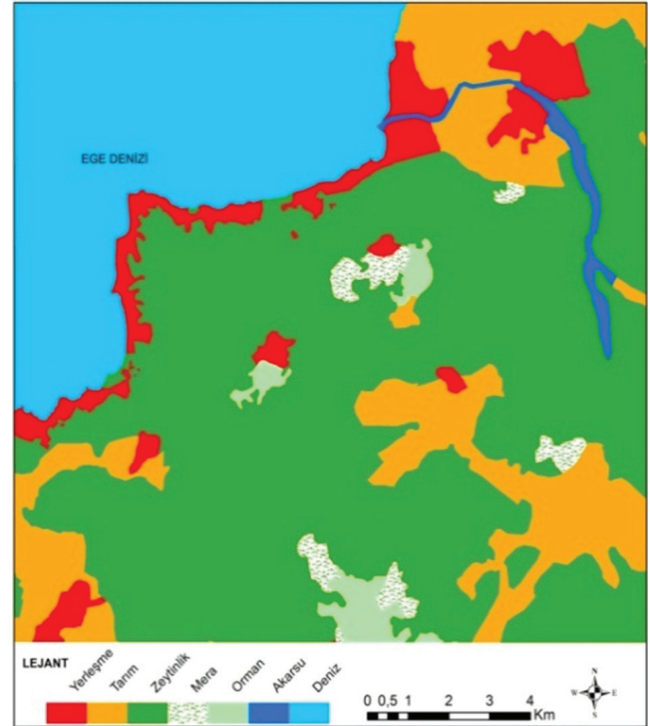 EGE DENİZİ
LEJANT
Yerleşme
Tarım
Zeytinlik
Mera
Orman
Akarsu
Deniz
0 0,5 1 2 3 4
Km
N
W E
S